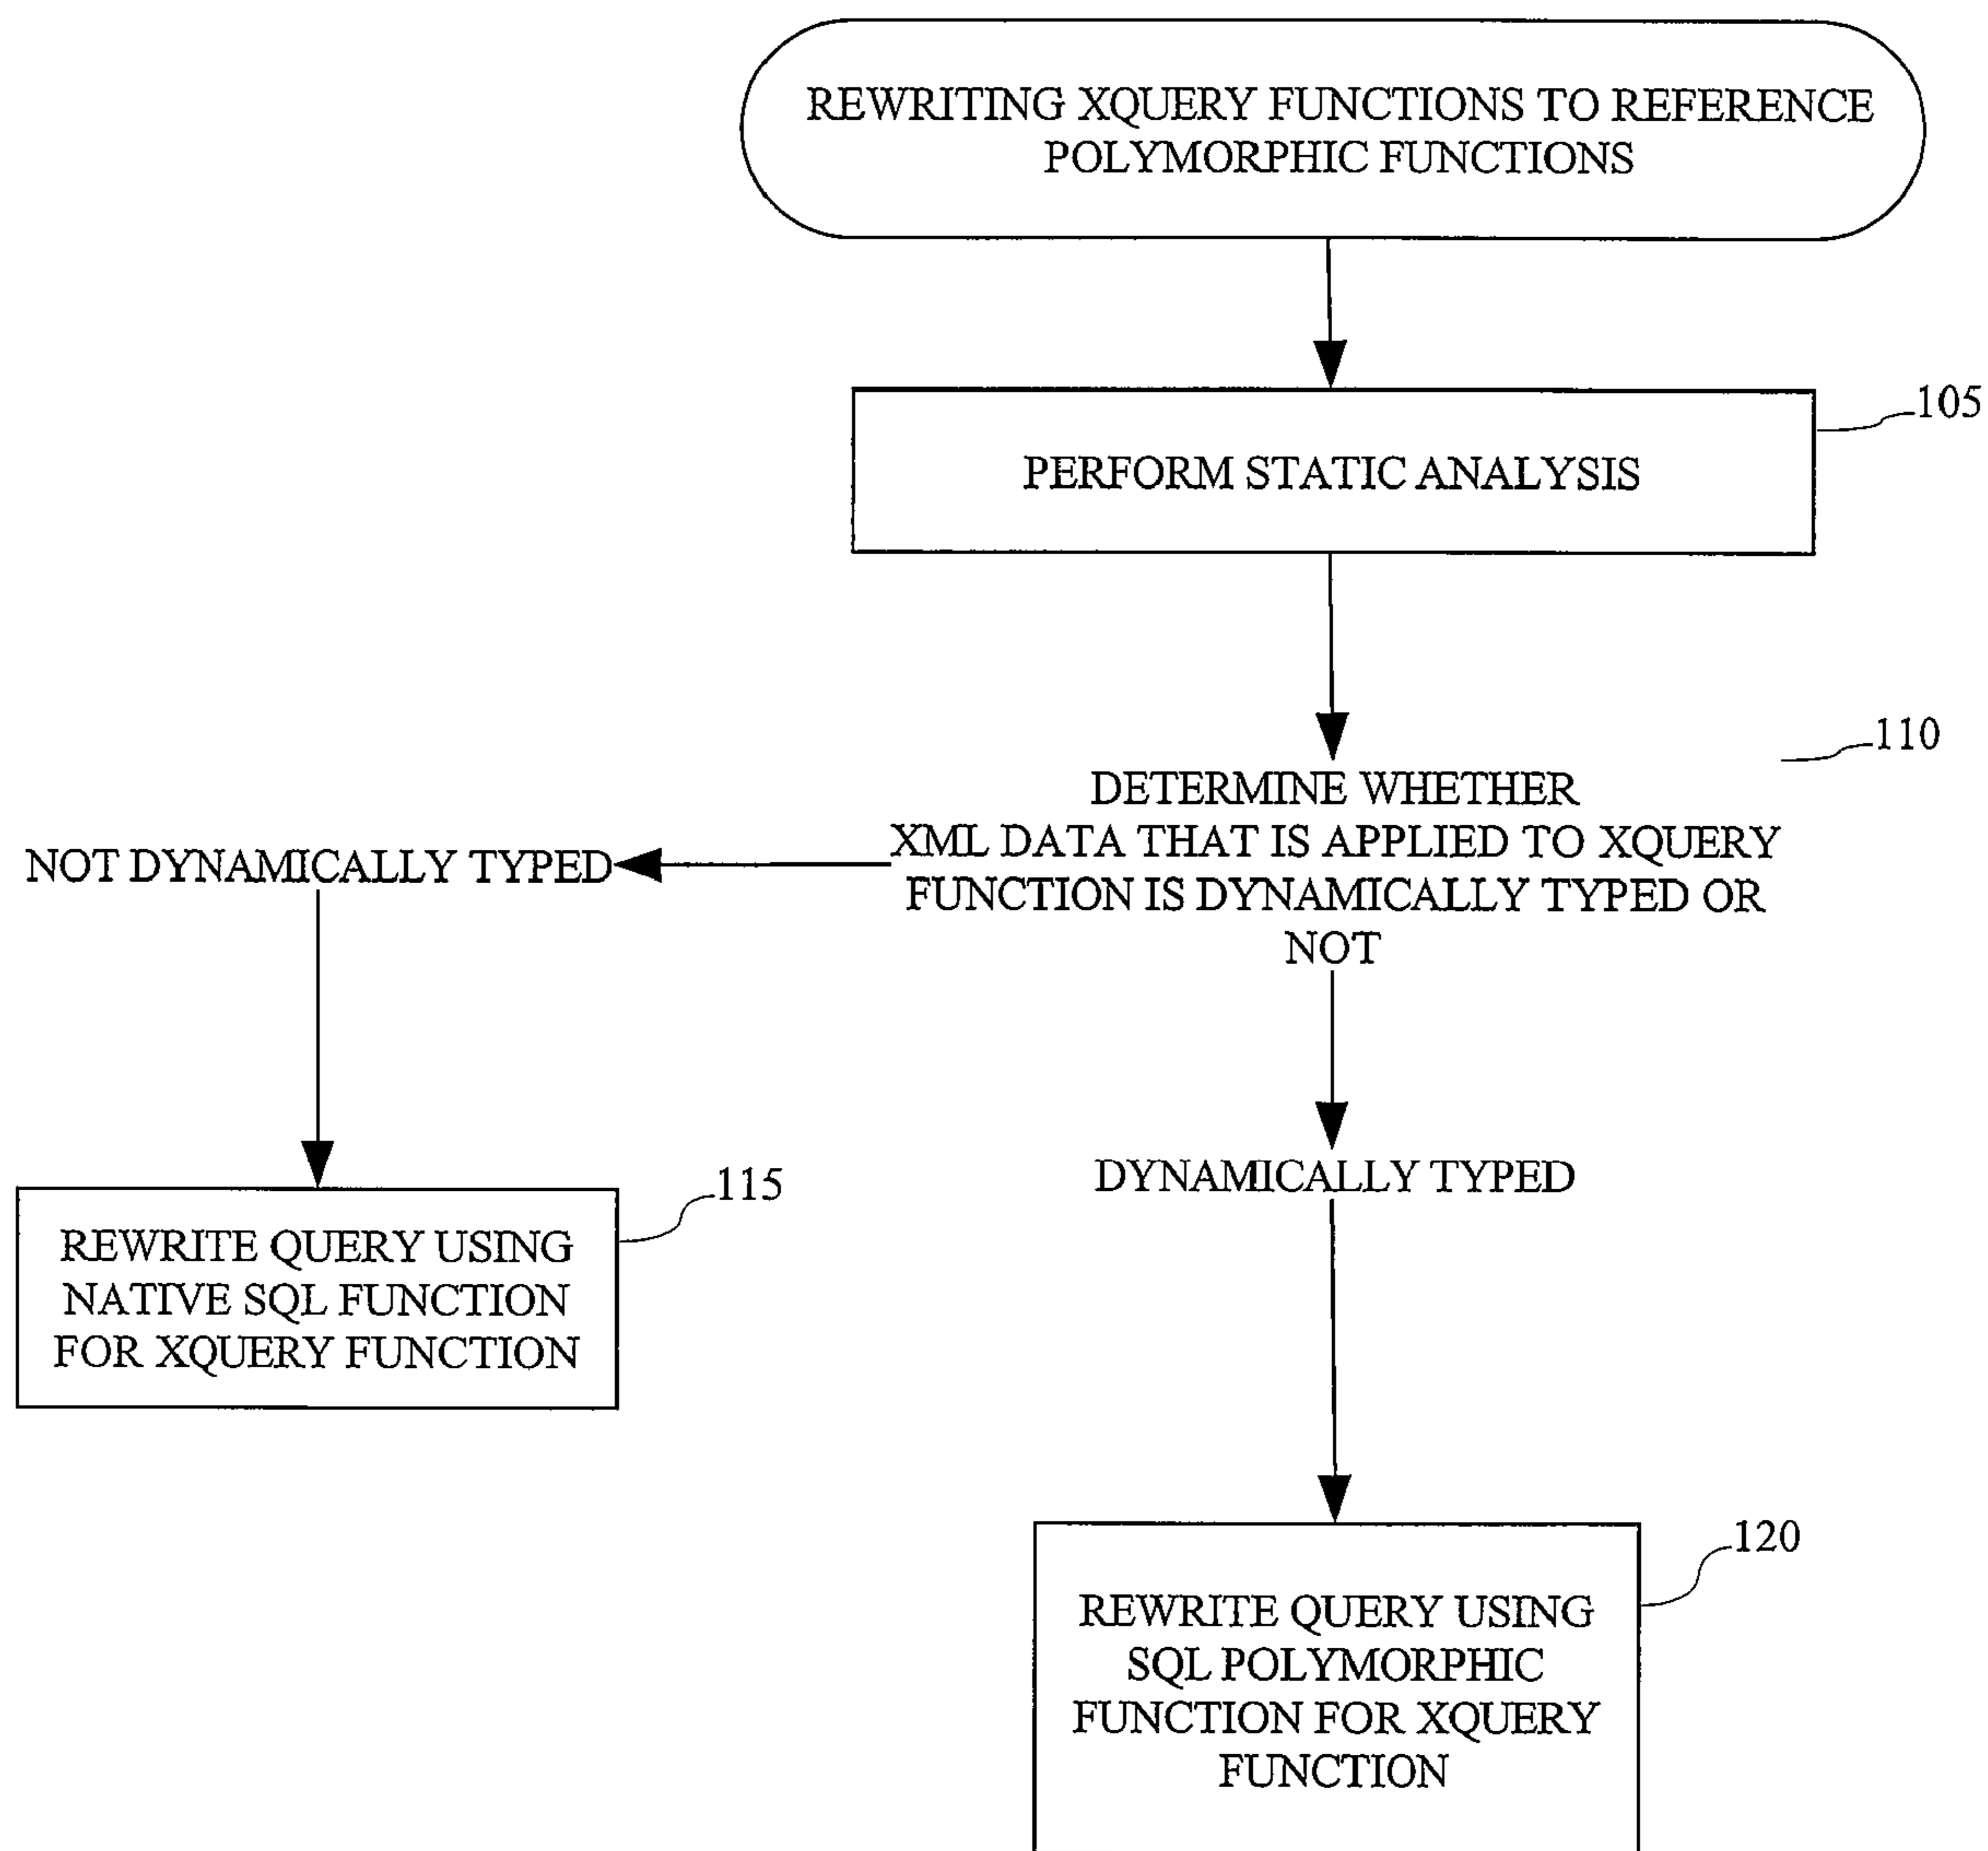 REWRITING XQUERY FUNCTIONS TO REFERENCE
POLYMORPHIC FUNCTIONS
105
PERFORM STATIC ANALYSIS
110
DETERMINE WHETHER
XML DATA THAT IS APPLIED TO XQUERY
FUNCTION IS DYNAMICALLY TYPED OR
NOT
NOT DYNAMICALLY TYPED
DYNAMICALLY TYPED
115
REWRITE QUERY USING
NATIVE SQL FUNCTION
FOR XQUERY FUNCTION
120
REWRITE QUERY USING
SQL POLYMORPHIC
FUNCTION FOR XQUERY
FUNCTION